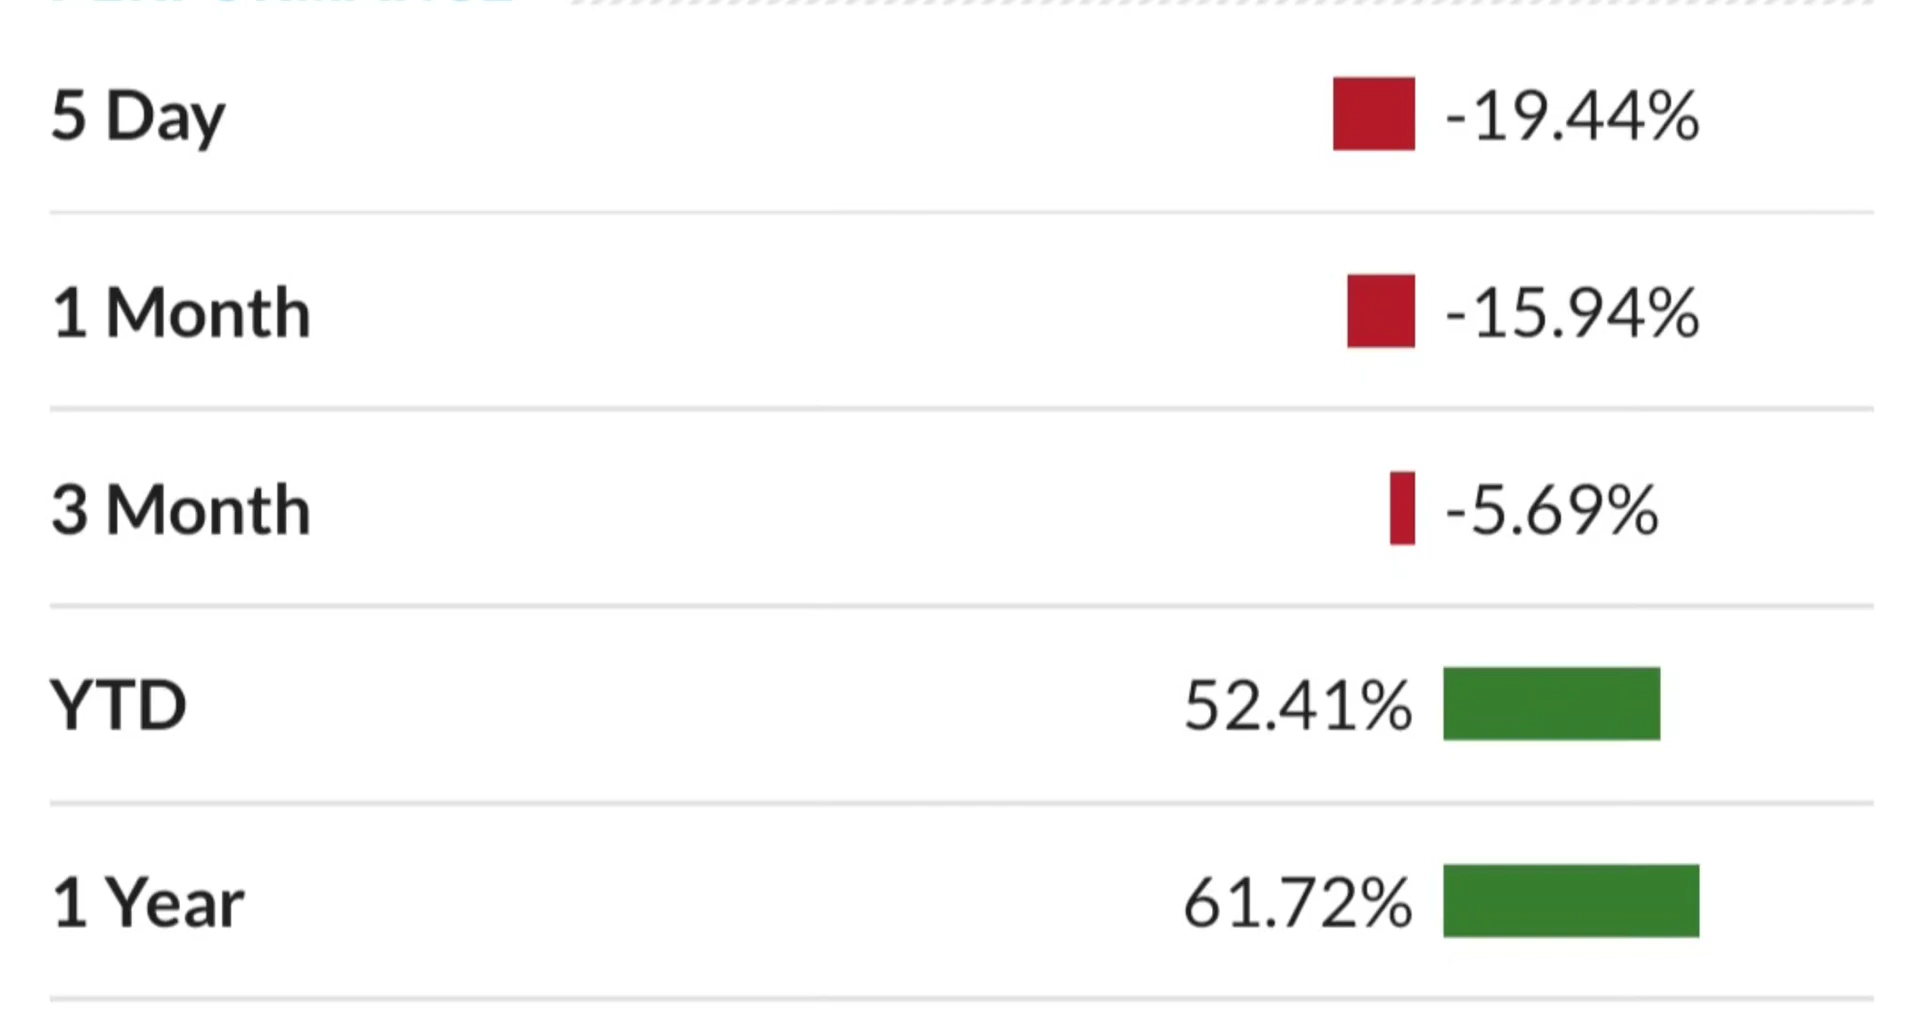 PERFORMANCE
5 Day -19.44%
1 Month -15.94%
3 Month -5.69%
YTD 52.41%
1 Year 61.72%